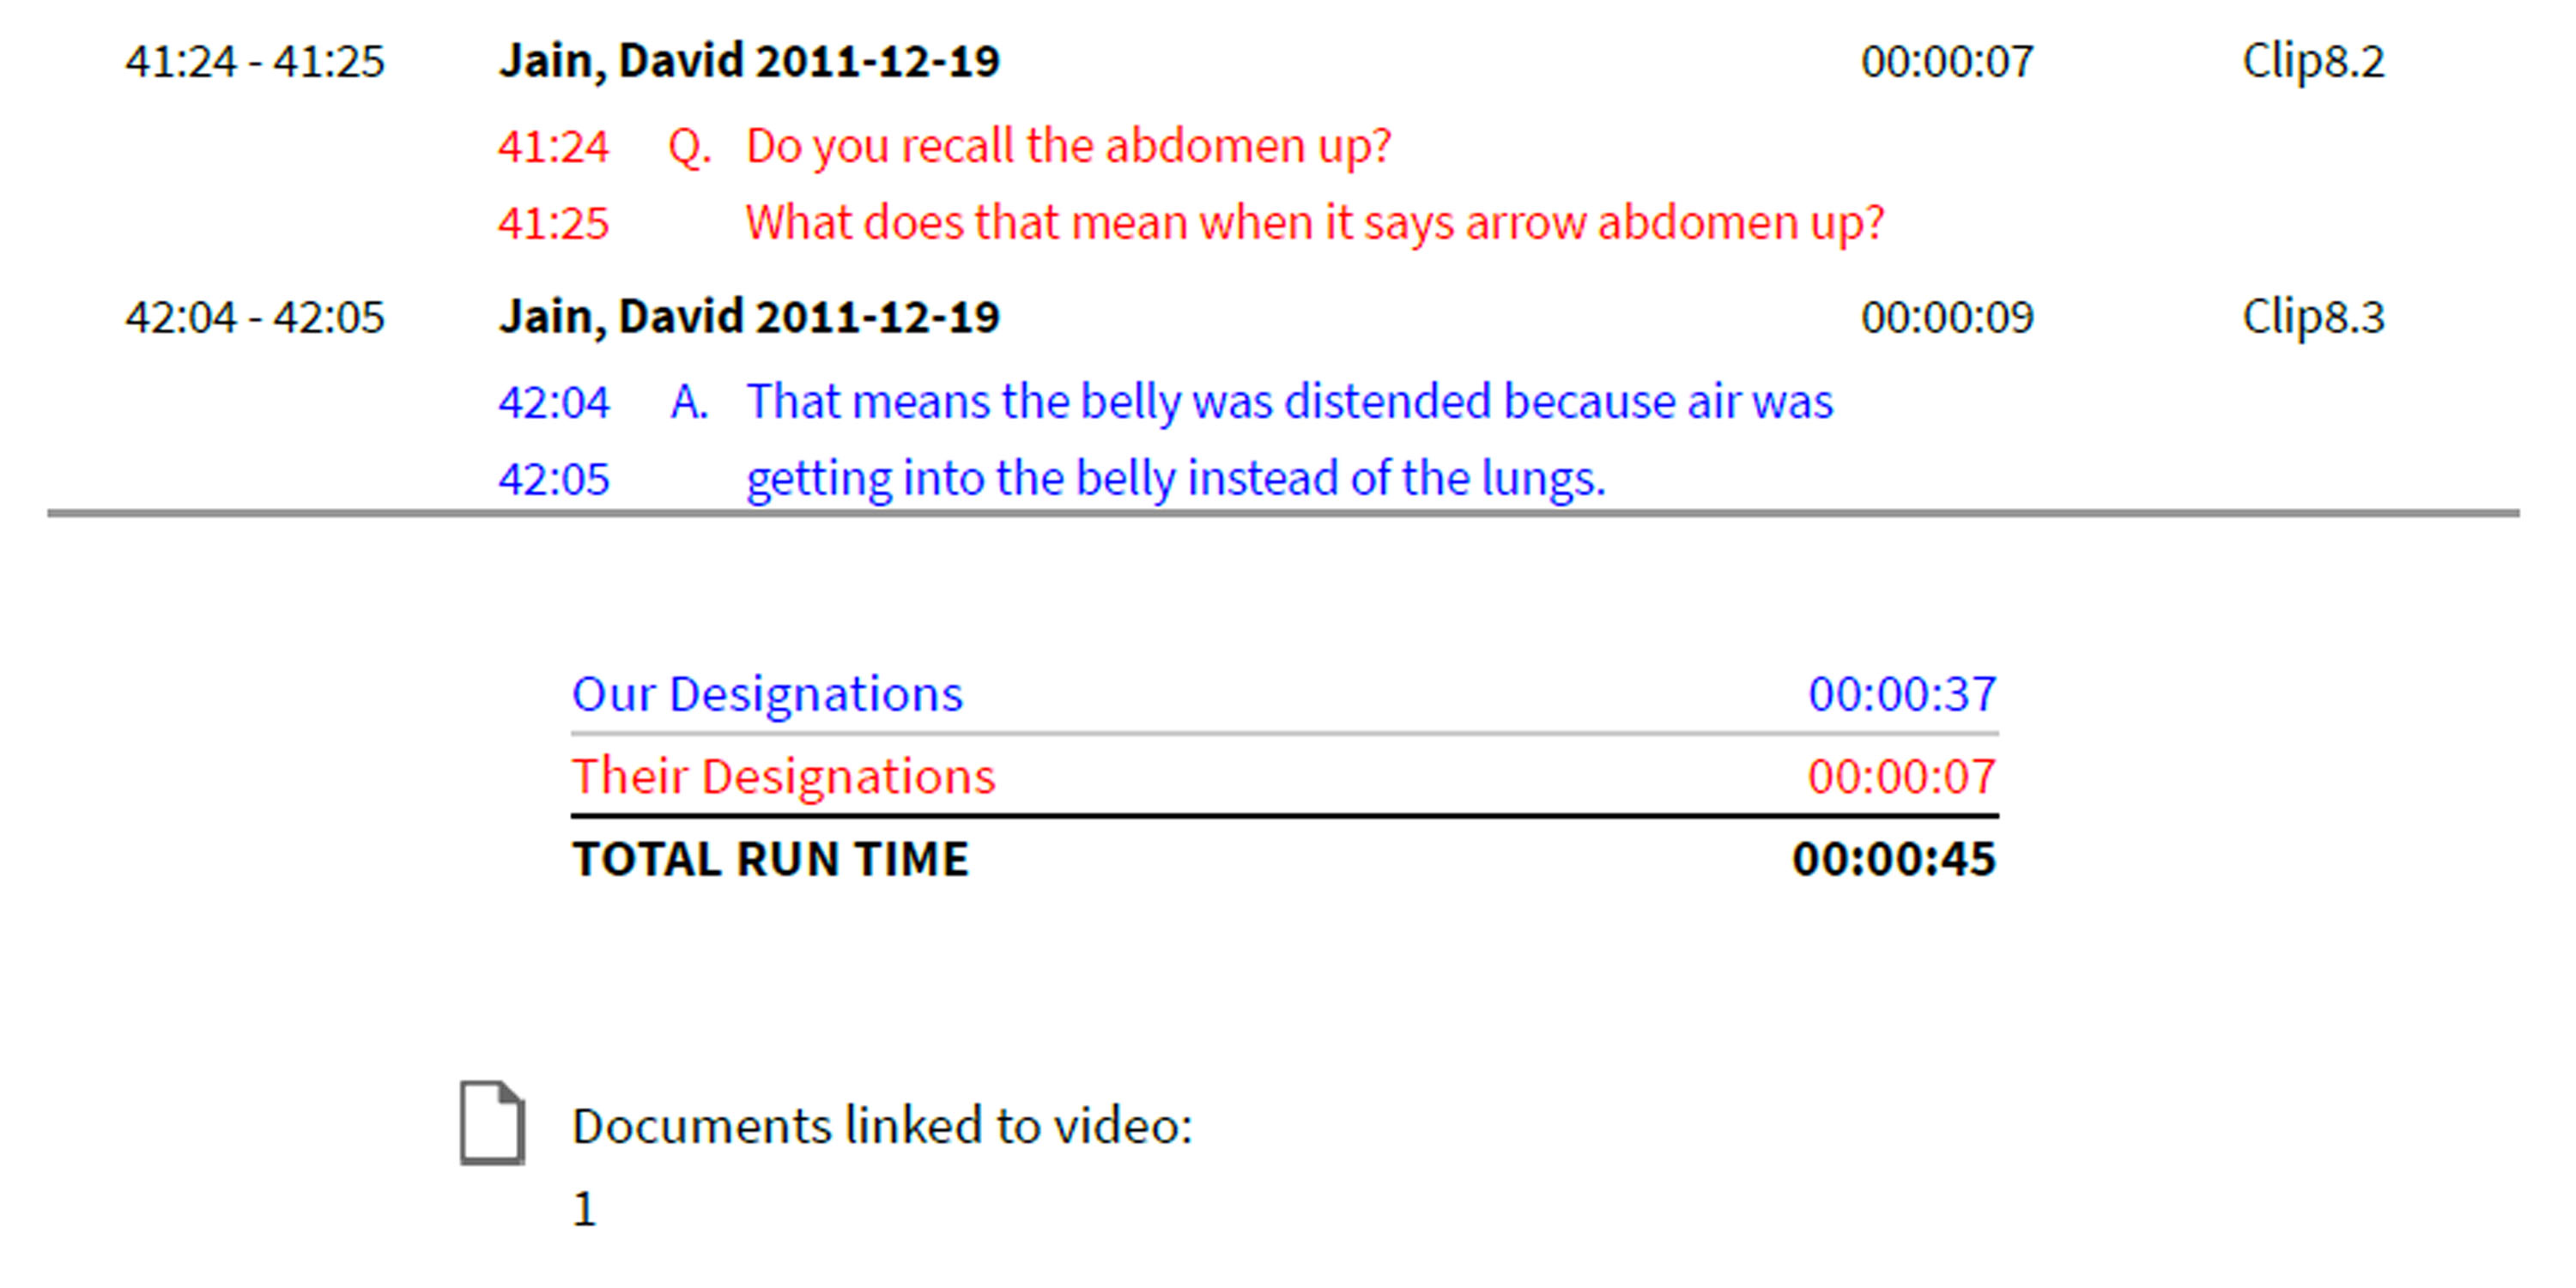 41:24 - 41:25 Jain, David 2011-12-19 00:00:07 Clip8.2
41:24 Q. Do you recall the abdomen up?
41:25 What does that mean when it says arrow abdomen up?
42:04 - 42:05 Jain, David 2011-12-19 00:00:09 Clip8.3
42:04 A. That means the belly was distended because air was
42:05 getting into the belly instead of the lungs.
Our Designations 00:00:37
Their Designations 00:00:07
TOTAL RUN TIME 00:00:45
Documents linked to video:
1